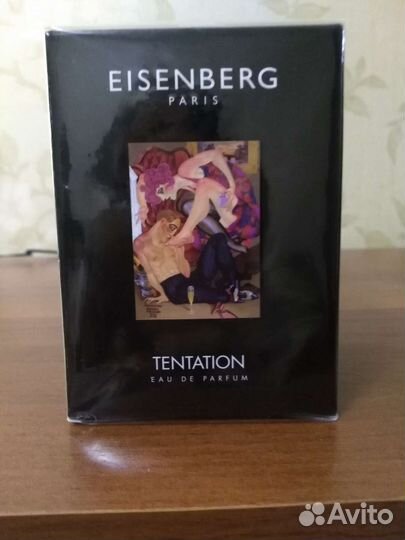 EISENBERG
PARIS
TENTATION
EAU DE PARFUM
Avito